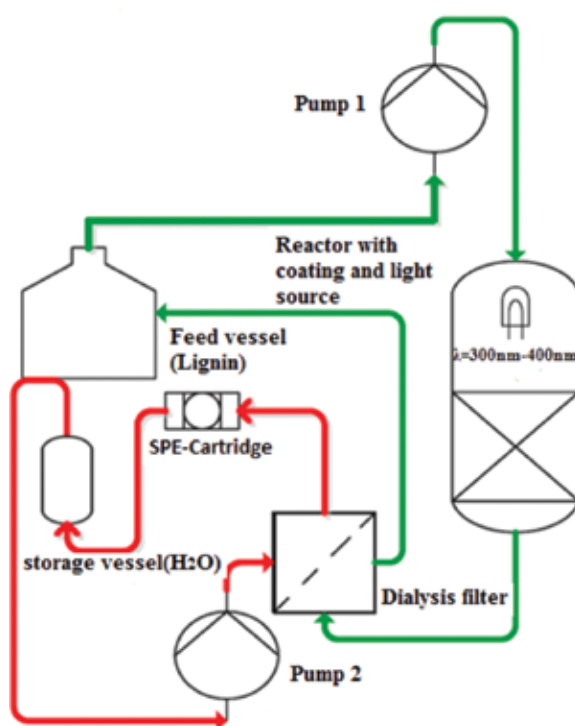 Pump 1
Reactor with
coating and light
source
λ=300nm-400nm
Feed vessel
(Lignin)
SPE-Cartridge
storage vessel(H2O)
Dialysis filter
Pump 2